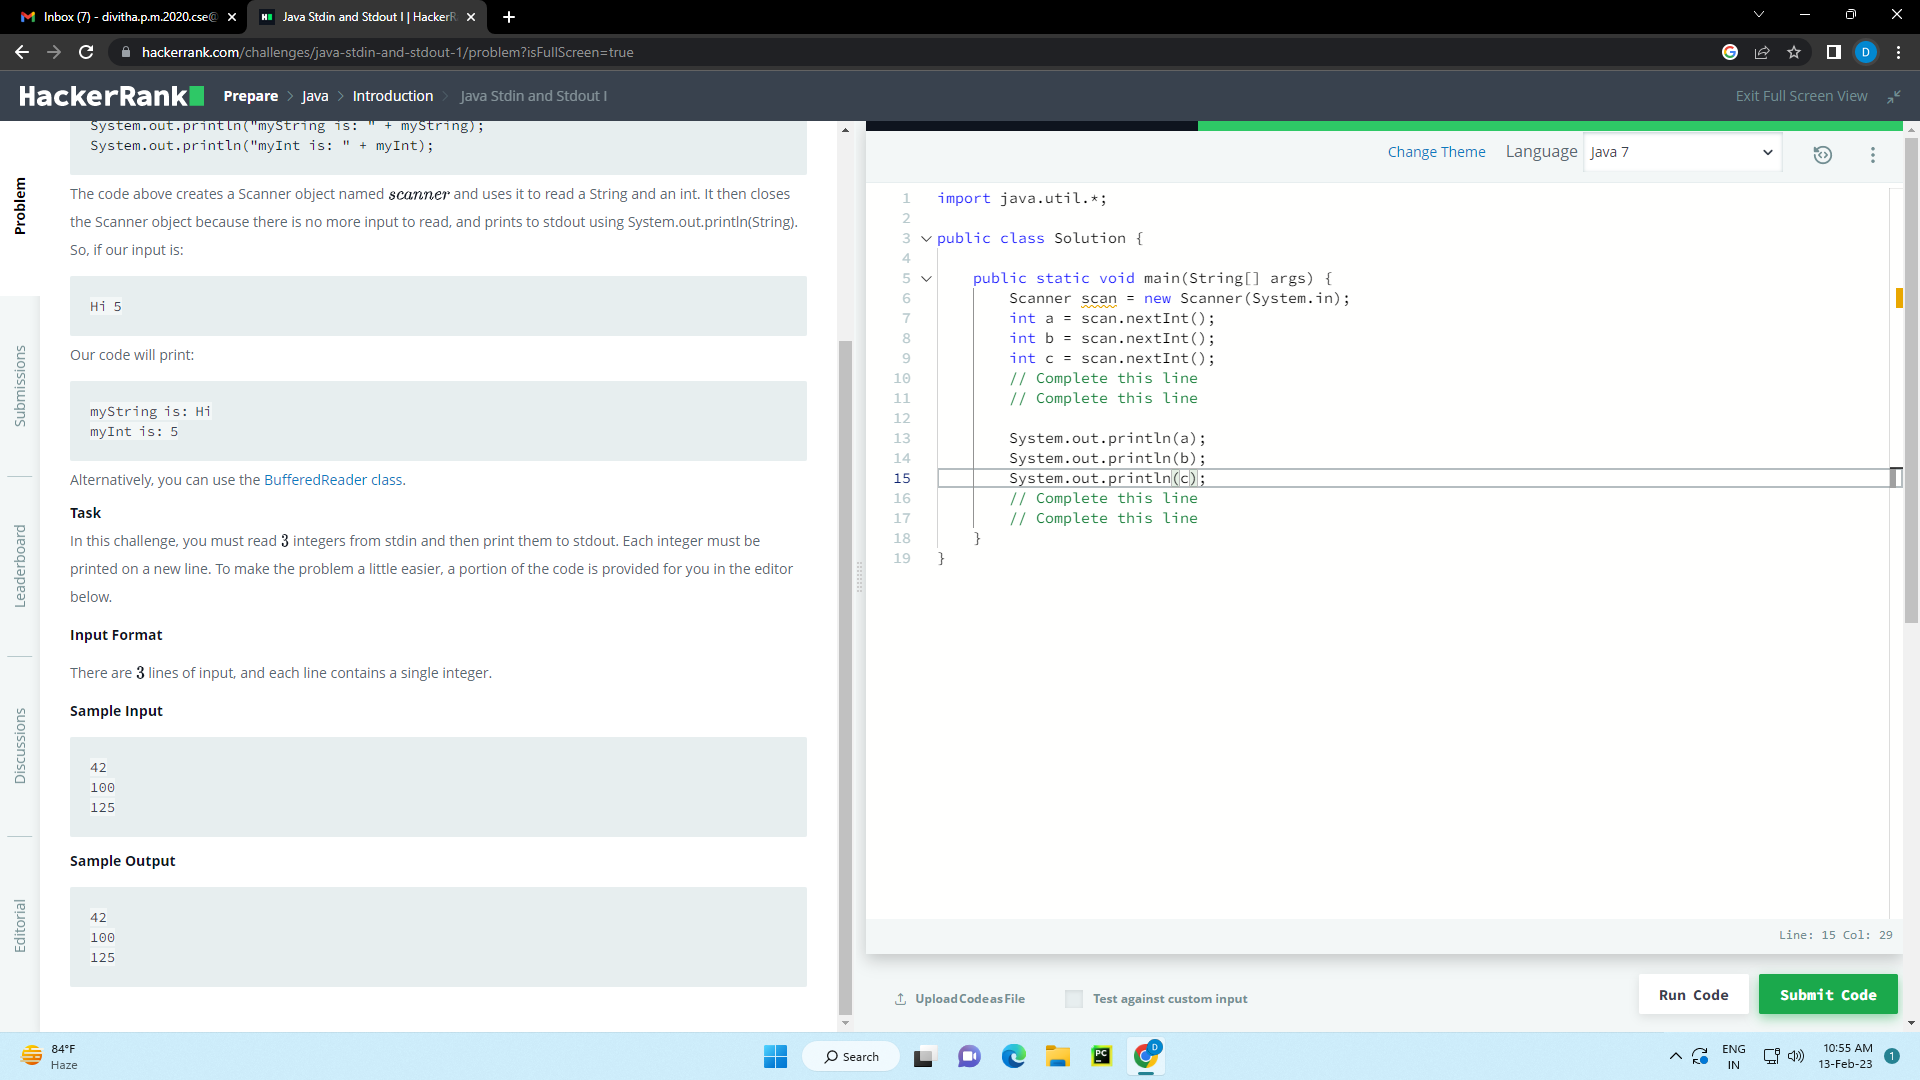 Inbox (7) - divitha.p.m.2020.cse@
Java Stdin and Stdout I | HackerR
hackerrank.com/challenges/java-stdin-and-stdout-1/problem?isFullScreen=true
D
HackerRank
Prepare > Java > Introduction > Java Stdin and Stdout I
Exit Full Screen View
Problem
Submissions
Leaderboard
Discussions
Editorial
System.out.println("myString is: " + myString);
System.out.println("myInt is: " + myInt);
The code above creates a Scanner object named scanner and uses it to read a String and an int. It then closes
the Scanner object because there is no more input to read, and prints to stdout using System.out.println(String).
So, if our input is:
Hi 5
Our code will print:
myString is: Hi
myInt is: 5
Alternatively, you can use the BufferedReader class.
Task
In this challenge, you must read 3 integers from stdin and then print them to stdout. Each integer must be
printed on a new line. To make the problem a little easier, a portion of the code is provided for you in the editor
below.
Input Format
There are 3 lines of input, and each line contains a single integer.
Sample Input
42
100
125
Sample Output
42
100
125
Change Theme Language Java 7
1 import java.util.*;
2
3 public class Solution {
4
5 public static void main(String[] args) {
6 Scanner scan = new Scanner(System.in);
7 int a = scan.nextInt();
8 int b = scan.nextInt();
9 int c = scan.nextInt();
10 // Complete this line
11 // Complete this line
12
13 System.out.println(a);
14 System.out.println(b);
15 System.out.println(c);
16 // Complete this line
17 // Complete this line
18 }
19 }
Line: 15 Col: 29
Upload Code as File
Test against custom input
Run Code
Submit Code
84°F
Haze
Search
PC
D
ENG
IN
10:55 AM
13-Feb-23
1